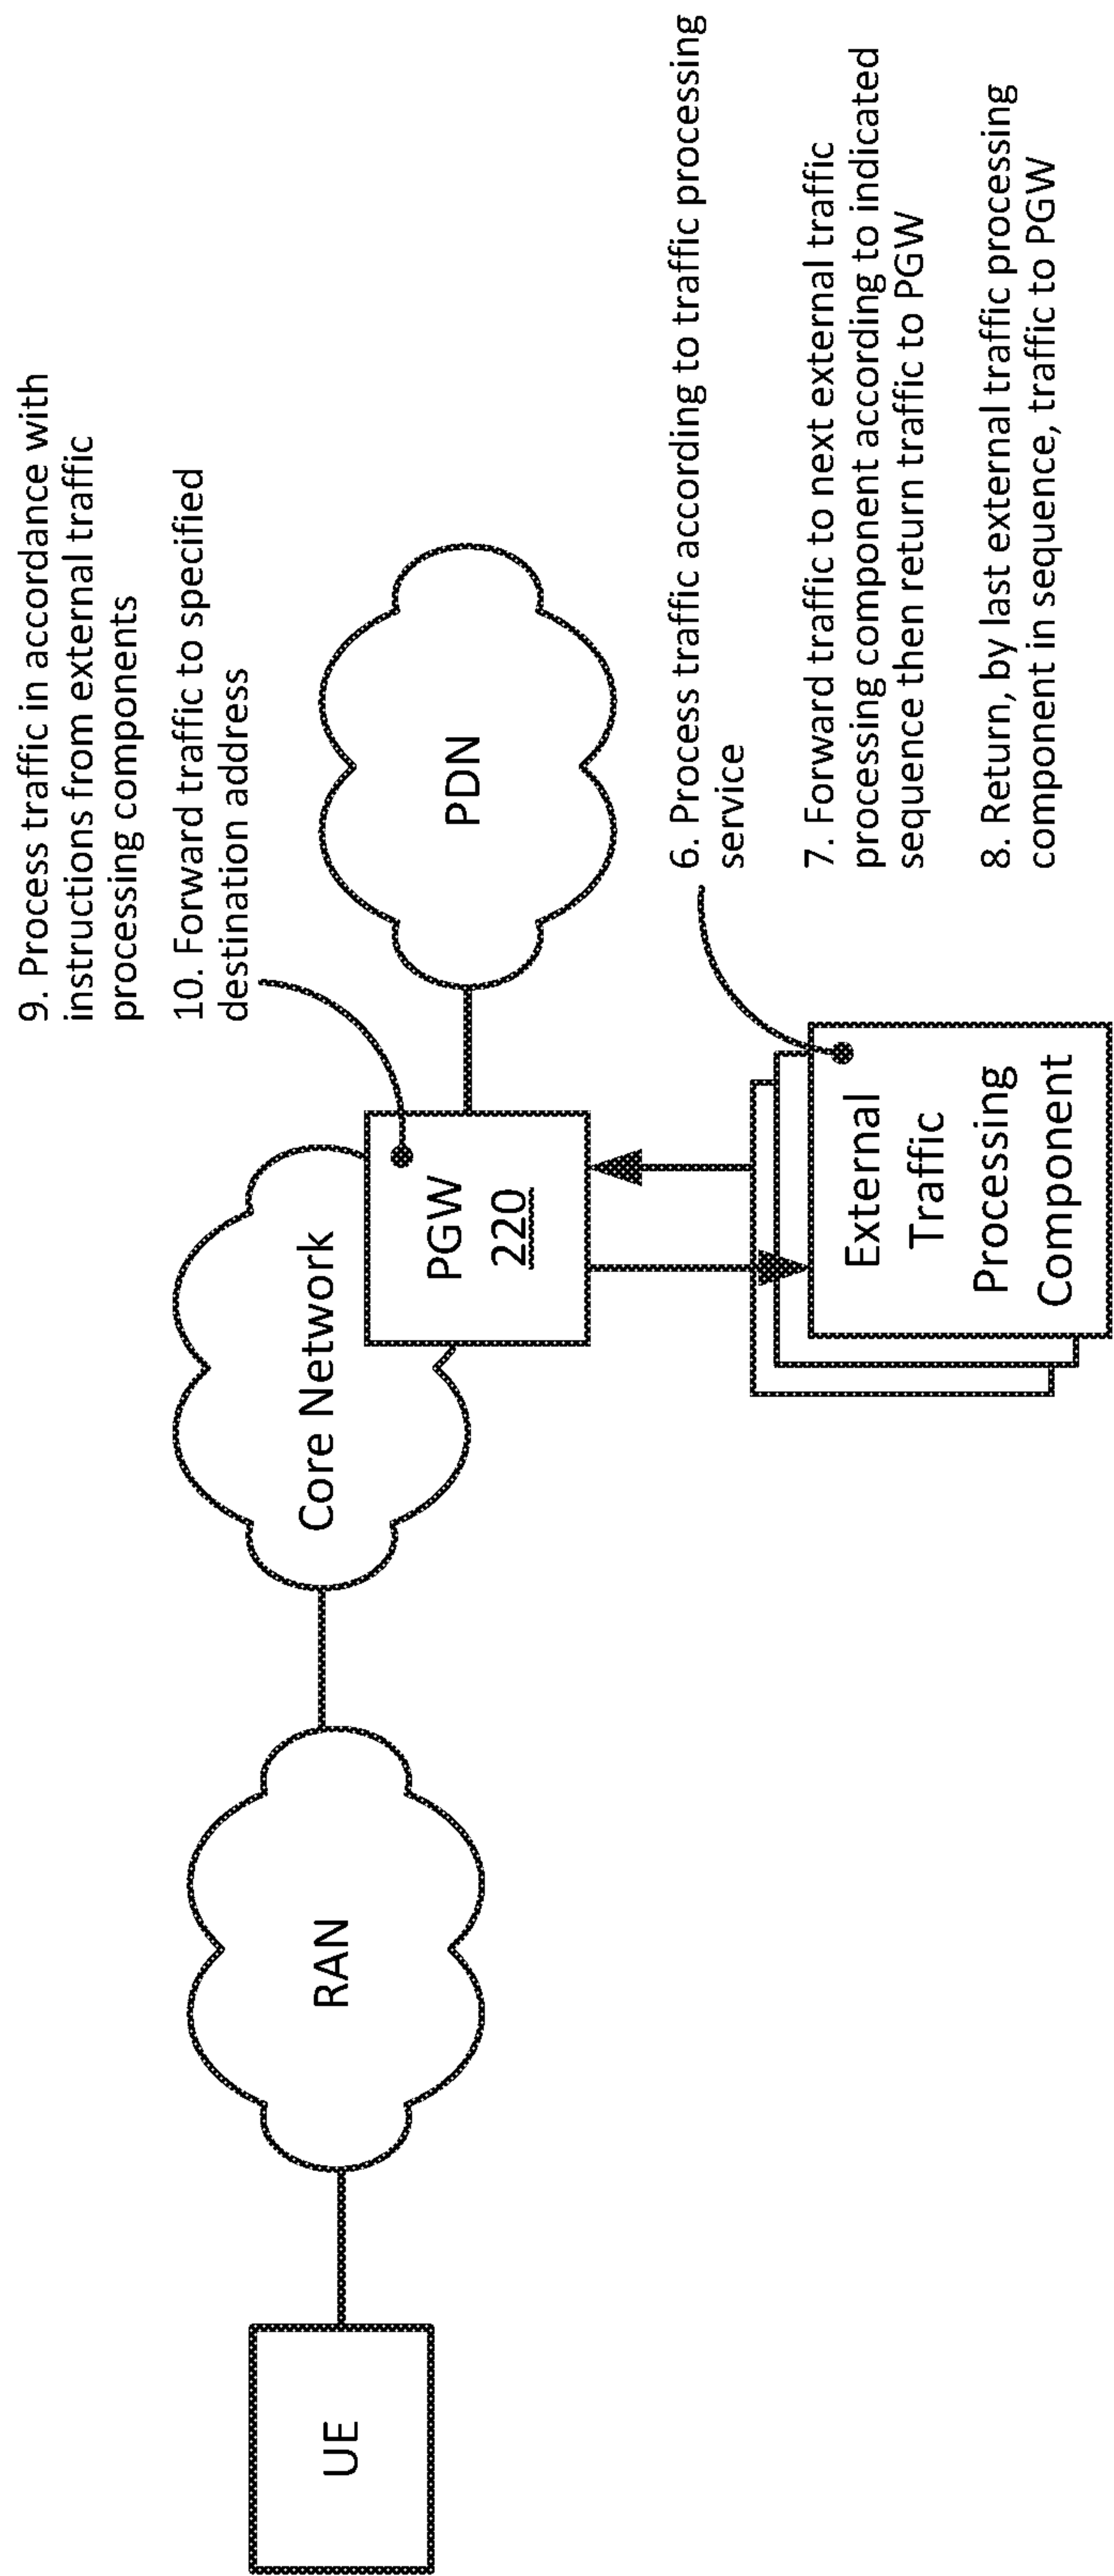 9. Process traffic in accordance with
instructions from external traffic
processing components
10. Forward traffic to specified
destination address
UE
RAN
Core Network
PGW
220
PDN
External
Traffic
Processing
Component
6. Process traffic according to traffic processing
service
7. Forward traffic to next external traffic
processing component according to indicated
sequence then return traffic to PGW
8. Return, by last external traffic processing
component in sequence, traffic to PGW